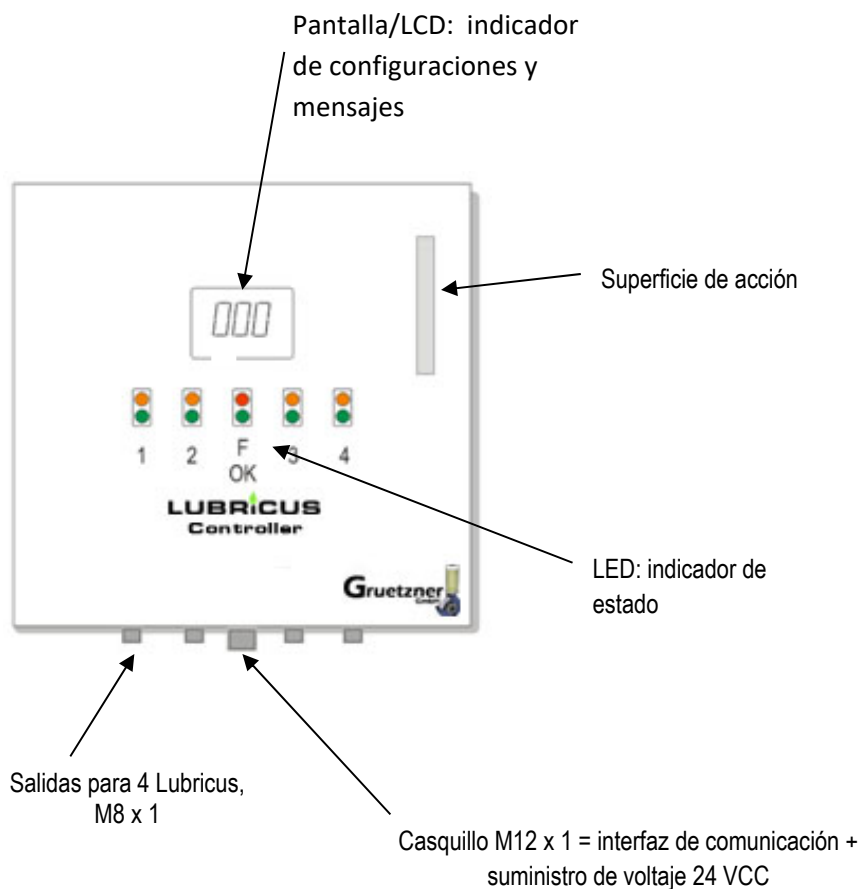 Pantalla/LCD: indicador
de configuraciones y
mensajes
Superficie de acción
000
1 2 F 3 4
OK
LUBRICUS
Controller
Gruetzner
GmbH
LED: indicador de
estado
Salidas para 4 Lubricus,
M8 x 1
Casquillo M12 x 1 = interfaz de comunicación +
suministro de voltaje 24 VCC